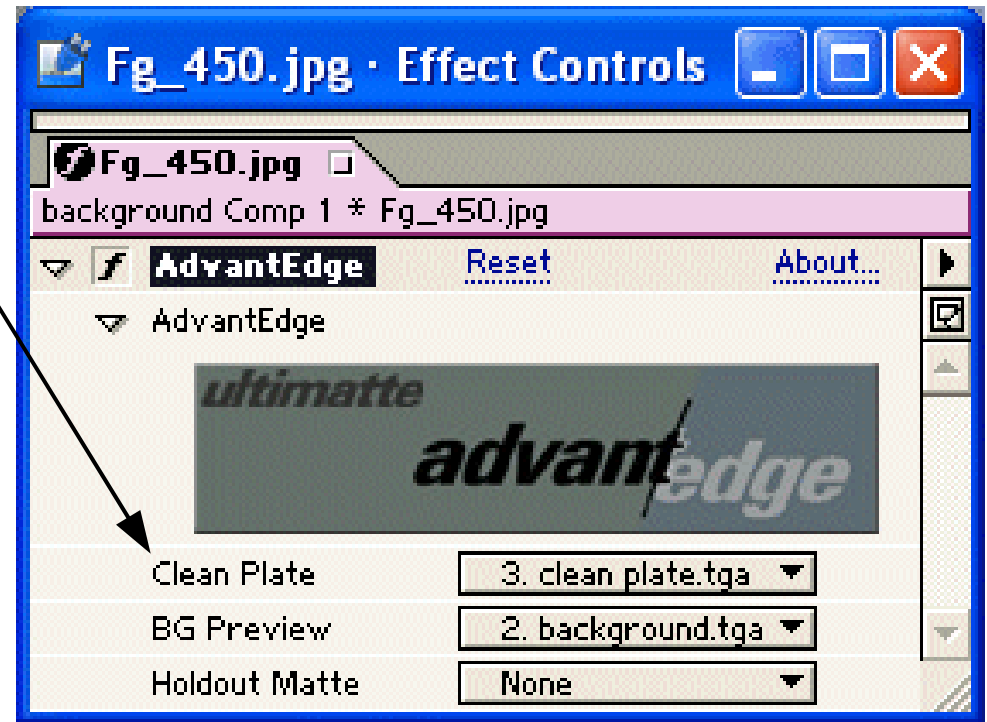 Fg_450.jpg · Effect Controls
Fg_450.jpg
background Comp 1 * Fg_450.jpg
f AdvantEdge Reset About...
AdvantEdge
ultimatte
advantedge
Clean Plate 3. clean plate.tga
BG Preview 2. background.tga
Holdout Matte None